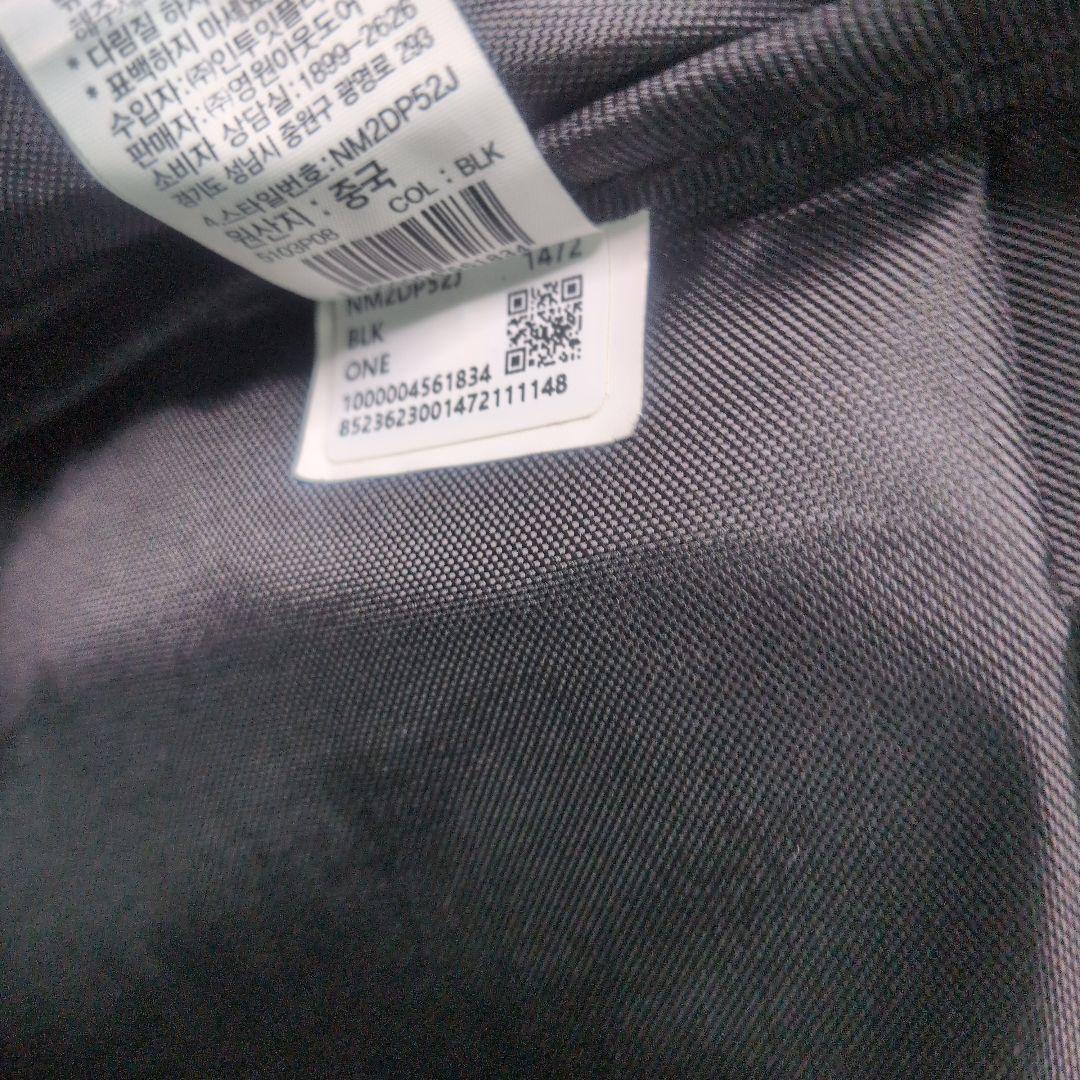 * 다림질 하지
* 표백하지 마세요
수입자:(주)인투잇플
판매자:(주)영원아웃도어
소비자 상담실:1899-2626
경기도 성남시 중원구 광명로 293
4.스타일번호:NM2DP52J
원산지 : 중국
5103P08 COL : BLK
1472
NM2DP52J
BLK
ONE
1000004561834
8523623001472111148